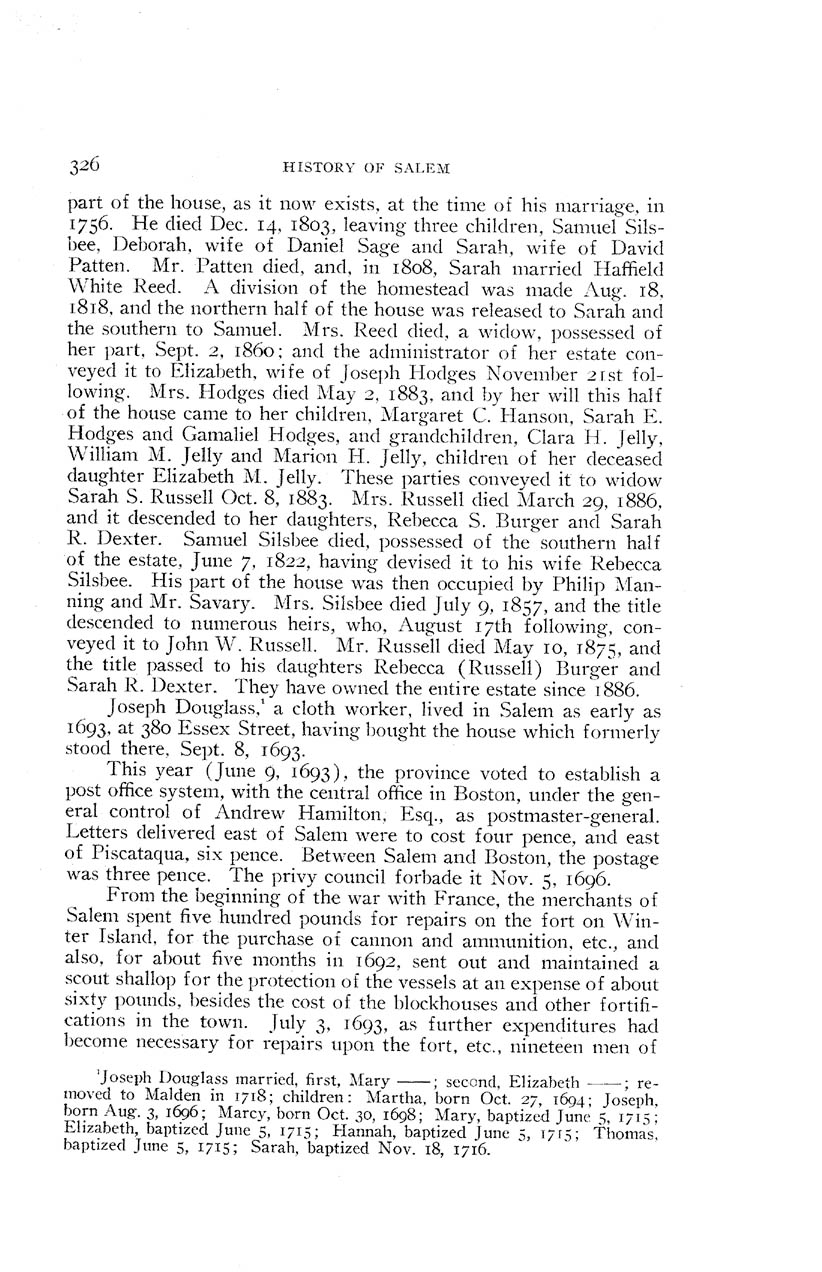 326 HISTORY OF SALEM
part of the house, as it now exists, at the time of his marriage, in
1756. He died Dec. 14, 1803, leaving three children, Samuel Sils-
bee, Deborah, wife of Daniel Sage and Sarah, wife of David
Patten. Mr. Patten died, and, in 1808, Sarah married Haffield
White Reed. A division of the homestead was made Aug. 18,
1818, and the northern half of the house was released to Sarah and
the southern to Samuel. Mrs. Reed died, a widow, possessed of
her part, Sept. 2, 1860; and the administrator of her estate con-
veyed it to Elizabeth, wife of Joseph Hodges November 21st fol-
lowing. Mrs. Hodges died May 2, 1883, and by her will this half
of the house came to her children, Margaret C. Hanson, Sarah E.
Hodges and Gamaliel Hodges, and grandchildren, Clara H. Jelly,
William M. Jelly and Marion H. Jelly, children of her deceased
daughter Elizabeth M. Jelly. These parties conveyed it to widow
Sarah S. Russell Oct. 8, 1883. Mrs. Russell died March 29, 1886,
and it descended to her daughters, Rebecca S. Burger and Sarah
R. Dexter. Samuel Silsbee died, possessed of the southern half
of the estate, June 7, 1822, having devised it to his wife Rebecca
Silsbee. His part of the house was then occupied by Philip Man-
ning and Mr. Savary. Mrs. Silsbee died July 9, 1857, and the title
descended to numerous heirs, who, August 17th following, con-
veyed it to John W. Russell. Mr. Russell died May 10, 1875, and
the title passed to his daughters Rebecca (Russell) Burger and
Sarah R. Dexter. They have owned the entire estate since 1886.
Joseph Douglass,¹ a cloth worker, lived in Salem as early as
1693, at 380 Essex Street, having bought the house which formerly
stood there, Sept. 8, 1693.
This year (June 9, 1693), the province voted to establish a
post office system, with the central office in Boston, under the gen-
eral control of Andrew Hamilton, Esq., as postmaster-general.
Letters delivered east of Salem were to cost four pence, and east
of Piscataqua, six pence. Between Salem and Boston, the postage
was three pence. The privy council forbade it Nov. 5, 1696.
From the beginning of the war with France, the merchants of
Salem spent five hundred pounds for repairs on the fort on Win-
ter Island, for the purchase of cannon and ammunition, etc., and
also, for about five months in 1692, sent out and maintained a
scout shallop for the protection of the vessels at an expense of about
sixty pounds, besides the cost of the blockhouses and other fortifi-
cations in the town. July 3, 1693, as further expenditures had
become necessary for repairs upon the fort, etc., nineteen men of
¹Joseph Douglass married, first, Mary ——; second, Elizabeth ——; re-
moved to Malden in 1718; children: Martha, born Oct. 27, 1694; Joseph,
born Aug. 3, 1696; Marcy, born Oct. 30, 1698; Mary, baptized June 5, 1715;
Elizabeth, baptized June 5, 1715; Hannah, baptized June 5, 1715; Thomas,
baptized June 5, 1715; Sarah, baptized Nov. 18, 1716.